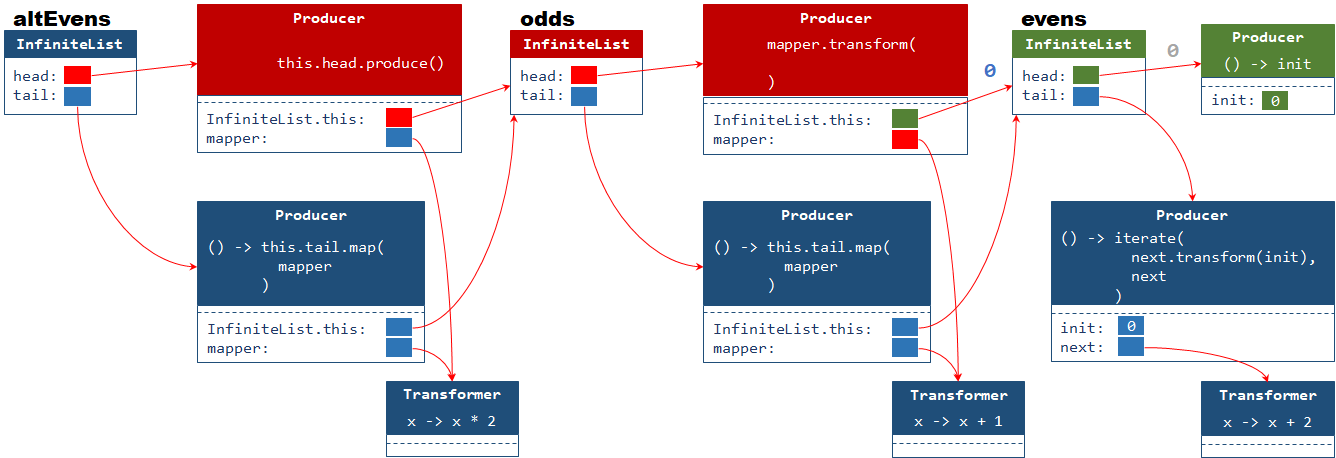 altEvens
InfiniteList
head:
tail:
Producer
this.head.produce()
InfiniteList.this:
mapper:
Producer
() -> this.tail.map(
mapper
)
InfiniteList.this:
mapper:
Transformer
x -> x * 2
odds
InfiniteList
head:
tail:
Producer
mapper.transform(
)
InfiniteList.this:
mapper:
Producer
() -> this.tail.map(
mapper
)
InfiniteList.this:
mapper:
Transformer
x -> x + 1
0
evens
InfiniteList
head:
tail:
0
Producer
() -> init
init: 0
Producer
() -> iterate(
next.transform(init),
next
)
init: 0
next:
Transformer
x -> x + 2